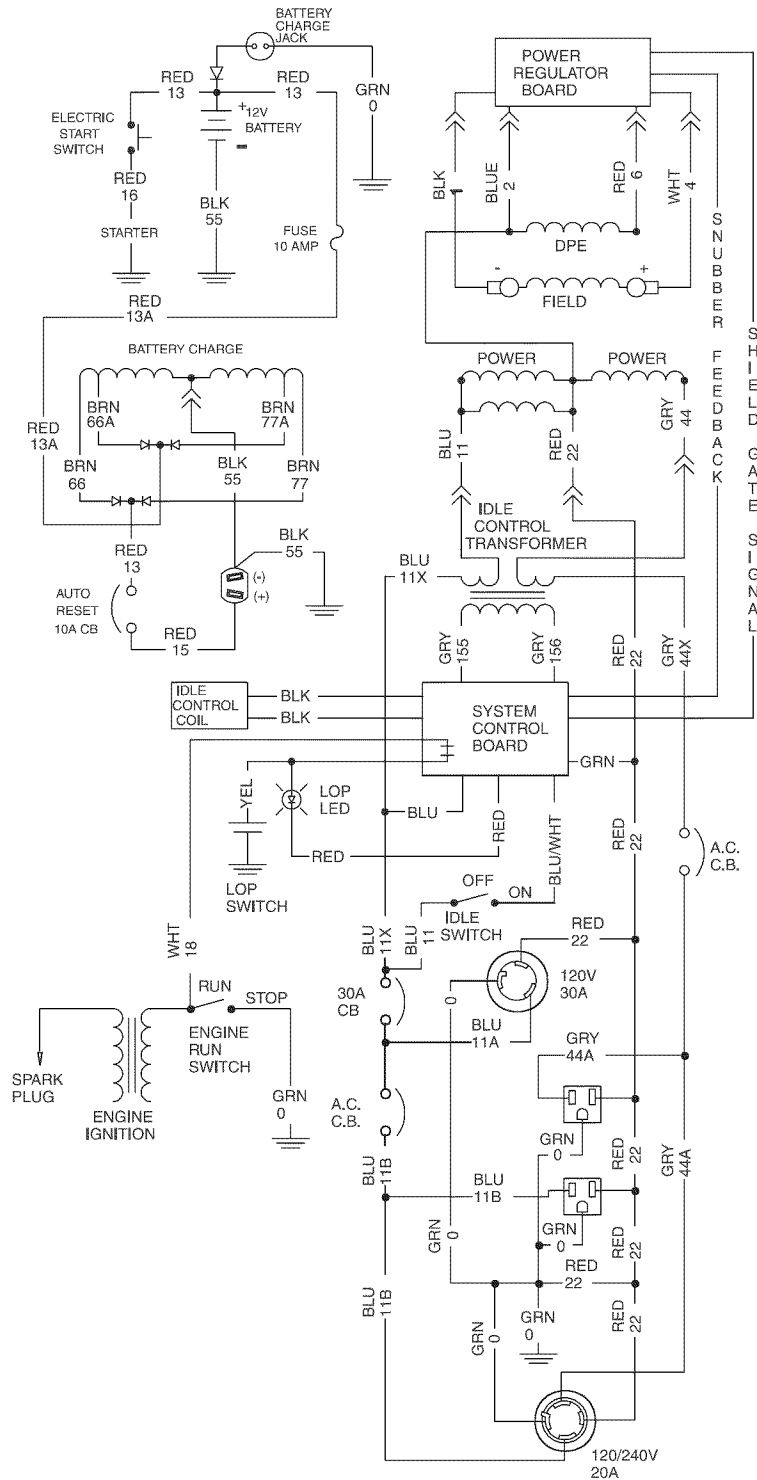 BATTERY
CHARGE
JACK
RED
13
RED
13
GRN
0
+
12V
BATTERY
-
ELECTRIC
START
SWITCH
RED
16
BLK
55
STARTER
FUSE
10 AMP
RED
13A
BATTERY CHARGE
BRN
66A
BRN
77A
RED
13A
BRN
66
BLK
55
BRN
77
RED
13
BLK
55
(-)
(+)
AUTO
RESET
10A CB
RED
15
POWER
REGULATOR
BOARD
BLK
1
BLUE
2
RED
6
WHT
4
DPE
-
+
FIELD
SNUBBER FEEDBACK
SHIELD GATE SIGNAL
POWER
POWER
BLU
11
RED
22
GRY
44
IDLE
CONTROL
TRANSFORMER
BLU
11X
GRY
155
GRY
156
RED
22
GRY
44X
IDLE
CONTROL
COIL
BLK
BLK
SYSTEM
CONTROL
BOARD
GRN
YEL
LOP
LED
BLU
RED
RED
BLU/WHT
RED
22
A.C.
C.B.
LOP
SWITCH
OFF
ON
IDLE
SWITCH
WHT
18
BLU
11X
BLU
11
RED
22
120V
30A
0
30A
CB
BLU
11A
RUN
STOP
ENGINE
RUN
SWITCH
SPARK
PLUG
ENGINE
IGNITION
GRN
0
A.C.
C.B.
GRY
44A
GRN
0
RED
22
GRY
44A
BLU
11B
BLU
11B
GRN
0
GRN
0
RED
22
RED
22
BLU
11B
GRN
0
GRN
0
RED
22
120/240V
20A